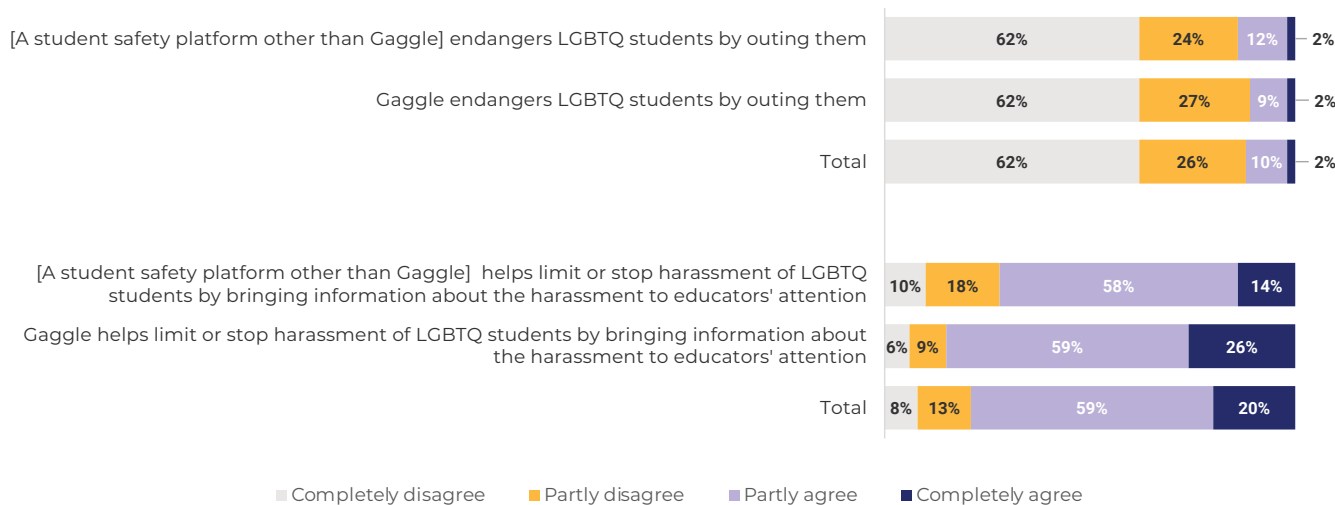 [A student safety platform other than Gaggle] endangers LGBTQ students by outing them
62% 24% 12% 2%
Gaggle endangers LGBTQ students by outing them
62% 27% 9% 2%
Total
62% 26% 10% 2%
[A student safety platform other than Gaggle] helps limit or stop harassment of LGBTQ
students by bringing information about the harassment to educators' attention
10% 18% 58% 14%
Gaggle helps limit or stop harassment of LGBTQ students by bringing information about
the harassment to educators' attention
6% 9% 59% 26%
Total
8% 13% 59% 20%
Completely disagree Partly disagree Partly agree Completely agree